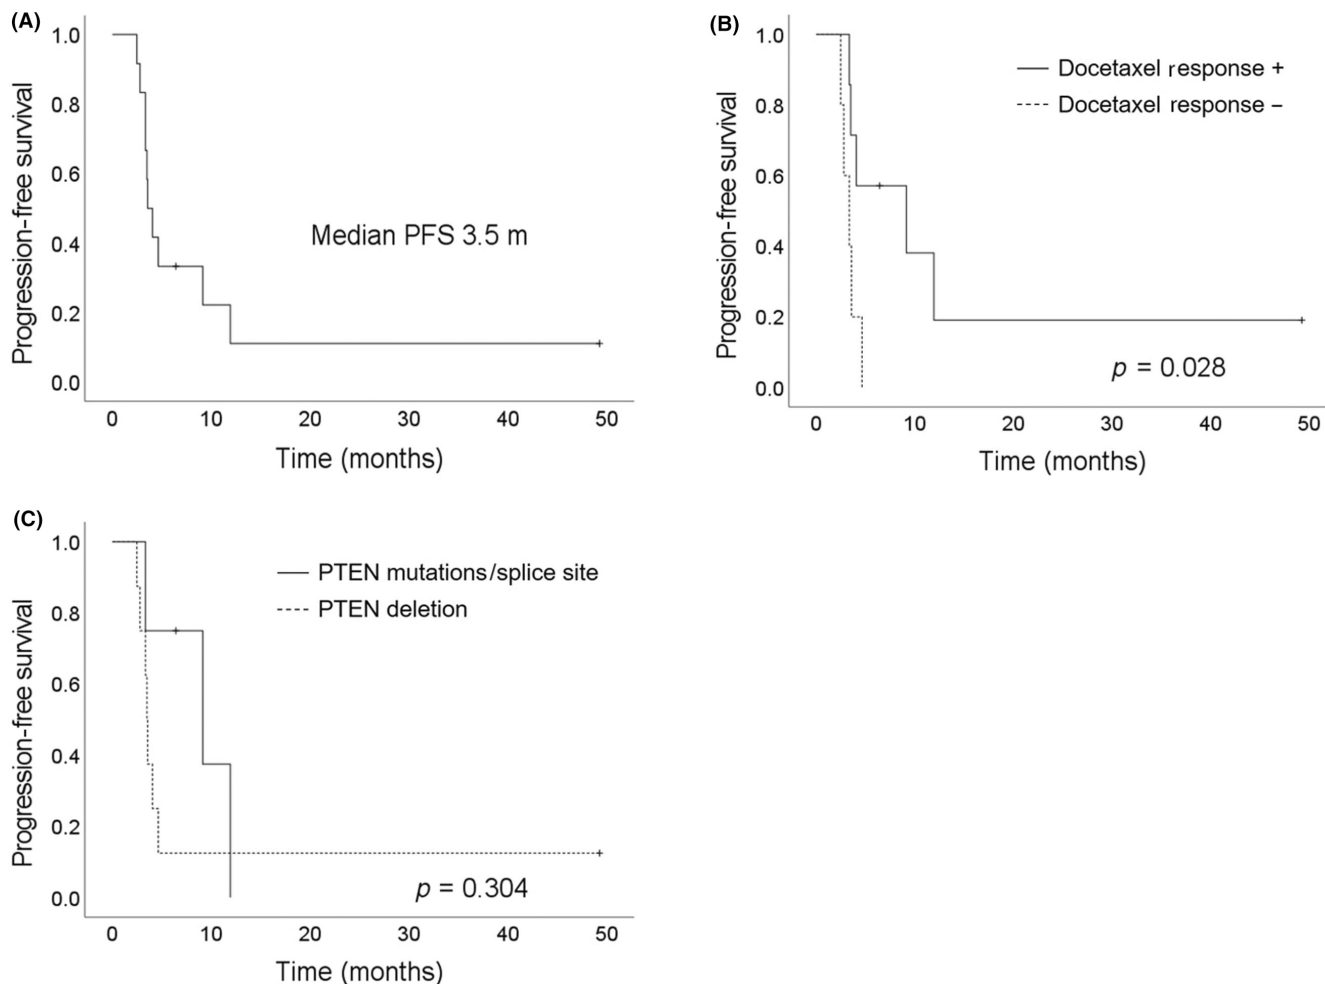 (A)
1.0
0.8
0.6
0.4
0.2
0.0
Progression-free survival
Median PFS 3.5 m
0 10 20 30 40 50
Time (months)
(B)
1.0
0.8
0.6
0.4
0.2
0.0
Progression-free survival
Docetaxel response +
Docetaxel response –
p = 0.028
0 10 20 30 40 50
Time (months)
(C)
1.0
0.8
0.6
0.4
0.2
0.0
Progression-free survival
PTEN mutations/splice site
PTEN deletion
p = 0.304
0 10 20 30 40 50
Time (months)